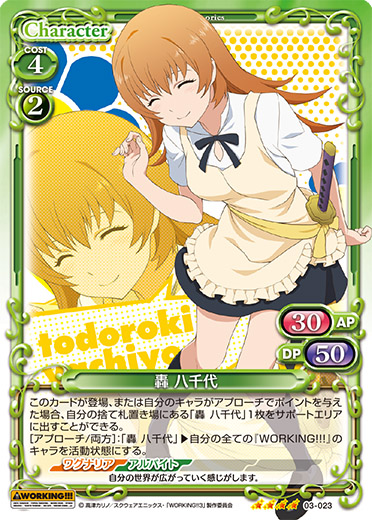 Character
COST
4
SOURCE
2
todoroki
yachiyo
30 AP
DP 50
轟 八千代
このカードが登場、または自分のキャラがアプローチでポイントを与え
た場合、自分の捨て札置き場にある「轟 八千代」1枚をサポートエリア
に出すことができる。
[アプローチ/両方]:「轟 八千代」▶自分の全ての「WORKING!!!」の
キャラを活動状態にする。
ワグナリア アルバイト
自分の世界が広がっていく感じがします。
WORKING!!!
03-023
© 高津カリノ/スクウェアエニックス・「WORKING!!3」製作委員会